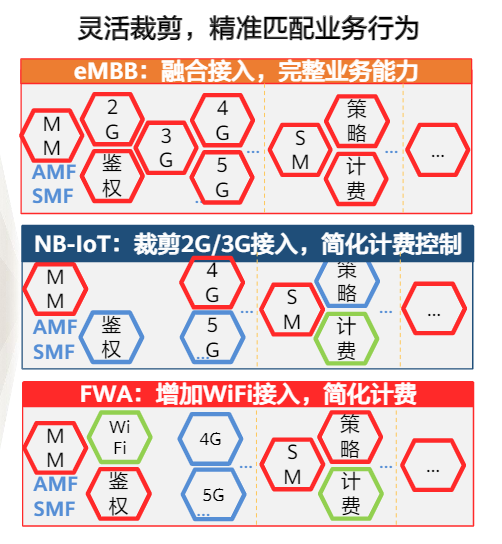 灵活裁剪，精准匹配业务行为
eMBB：融合接入，完整业务能力
MM
2G
3G
4G
鉴权
5G
...
...
SM
策略
计费
...
...
AMF
SMF
NB-IoT：裁剪2G/3G接入，简化计费控制
MM
4G
鉴权
5G
...
...
SM
策略
计费
...
...
AMF
SMF
FWA：增加WiFi接入，简化计费
MM
WiFi
4G
鉴权
5G
...
...
SM
策略
计费
...
...
AMF
SMF